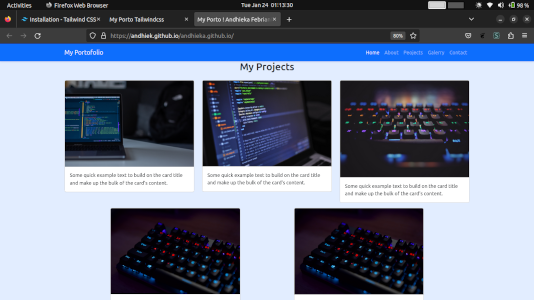 Activities Firefox Web Browser Tue Jan 24 01:13:30 98 %
Installation - Tailwind CSS My Porto Tailwindcss My Porto | Andhieka Febrian
https://andhiek.github.io/andhieka.github.io/ 80%
My Portofolio Home About Projects Galerry Contact
My Projects
Some quick example text to build on the card title
and make up the bulk of the card's content.
Some quick example text to build on the card title
and make up the bulk of the card's content.
Some quick example text to build on the card title
and make up the bulk of the card's content.